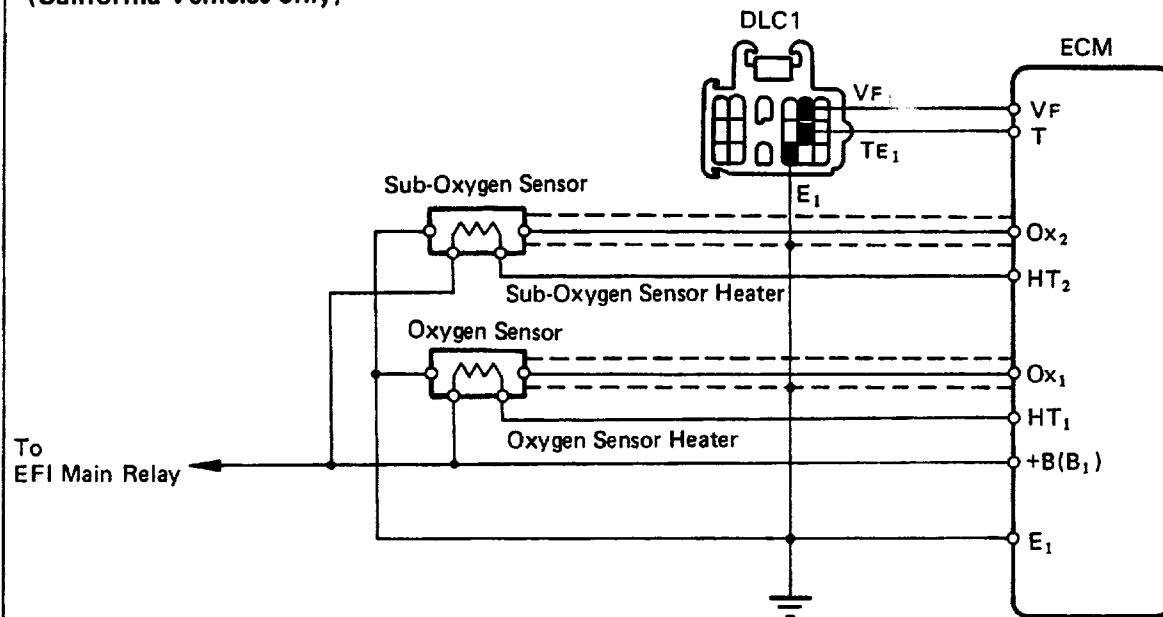 (California Vehicles only)
DLC1
ECM
VF
VF
T
TE₁
E₁
Sub-Oxygen Sensor
Ox₂
HT₂
Sub-Oxygen Sensor Heater
Oxygen Sensor
Ox₁
HT₁
Oxygen Sensor Heater
To
EFI Main Relay
+B(B₁)
E₁